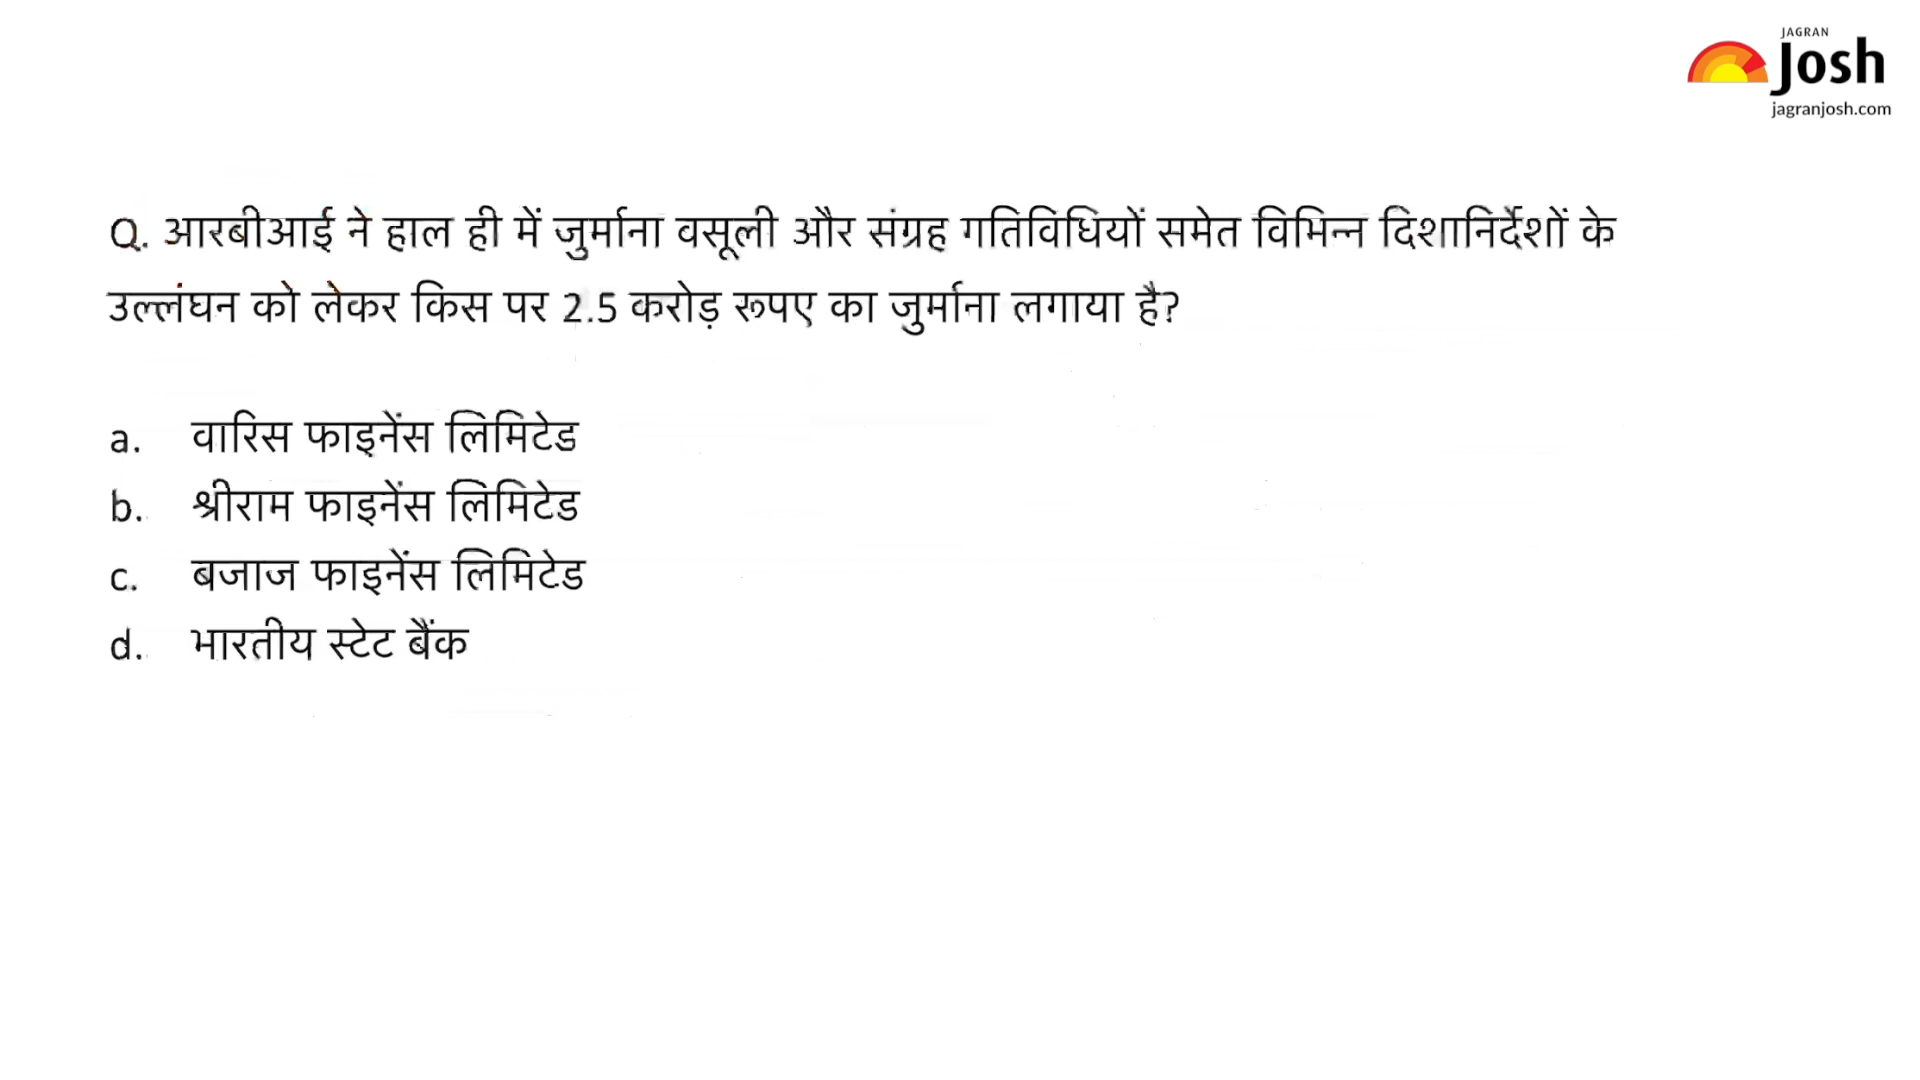 JAGRAN
Josh
jagranjosh.com
Q. आरबीआई ने हाल ही में जुर्माना वसूली और संग्रह गतिविधियों समेत विभिन्न दिशानिर्देशों के
उल्लंघन को लेकर किस पर 2.5 करोड़ रूपए का जुर्माना लगाया है?
a. वारिस फाइनेंस लिमिटेड
b. श्रीराम फाइनेंस लिमिटेड
c. बजाज फाइनेंस लिमिटेड
d. भारतीय स्टेट बैंक